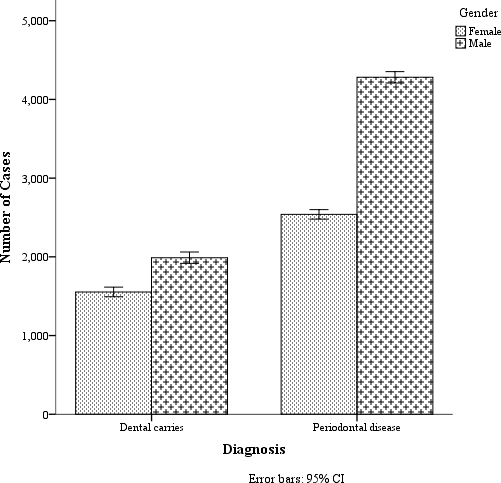 Gender
Female
Male
5,000
4,000
3,000
2,000
1,000
0
Number of Cases
Dental carries
Periodontal disease
Diagnosis
Error bars: 95% CI